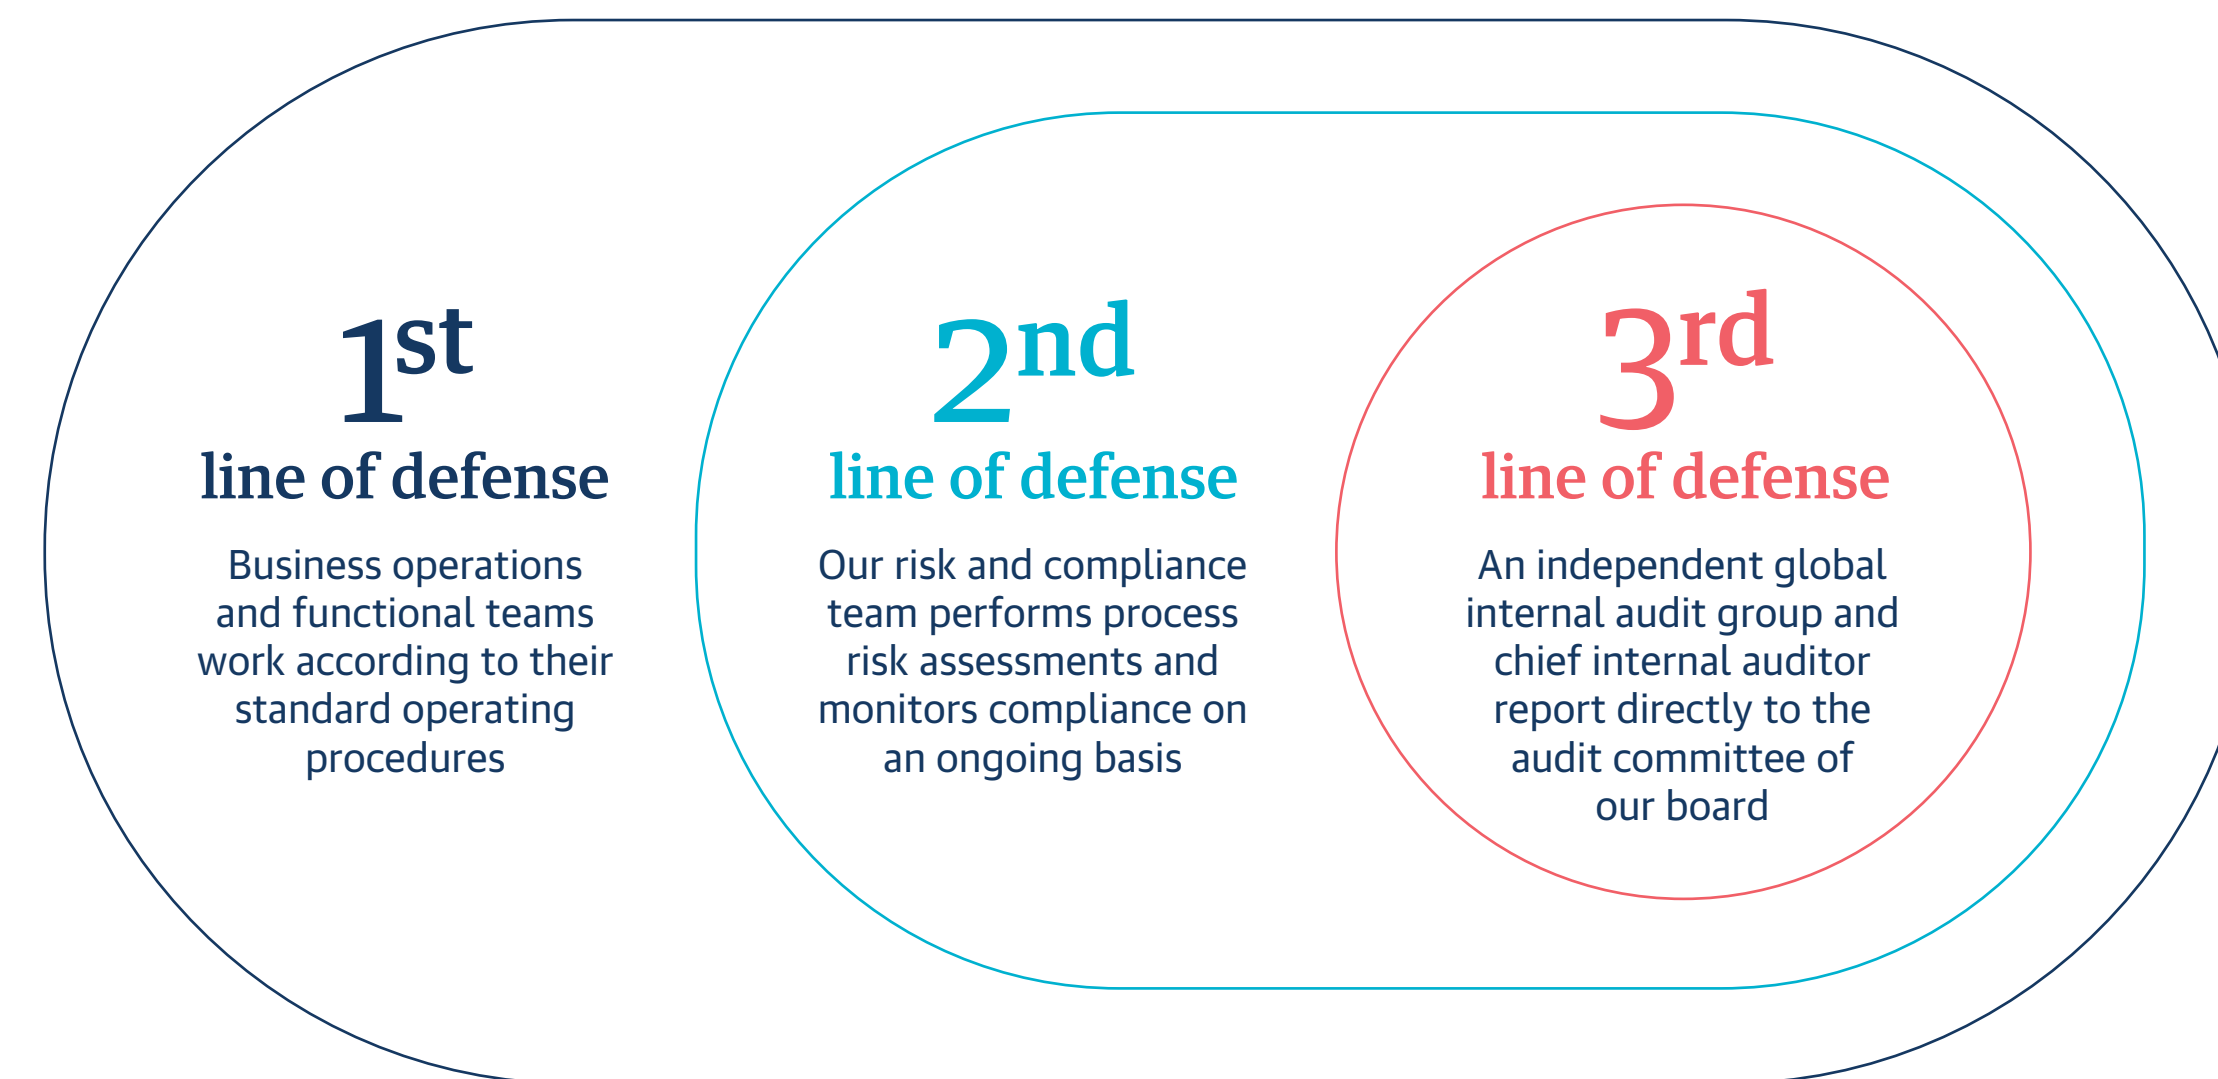 1st
line of defense
Business operations
and functional teams
work according to their
standard operating
procedures
2nd
line of defense
Our risk and compliance
team performs process
risk assessments and
monitors compliance on
an ongoing basis
3rd
line of defense
An independent global
internal audit group and
chief internal auditor
report directly to the
audit committee of
our board